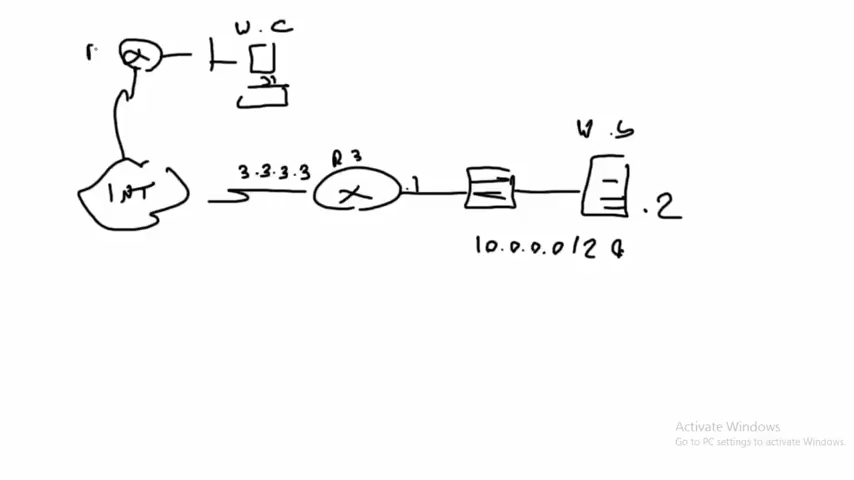 W.C
R3
3.3.3.3
INT
.1
W.S
.2
10.0.0.0/2
Activate Windows
Go to PC settings to activate Windows.